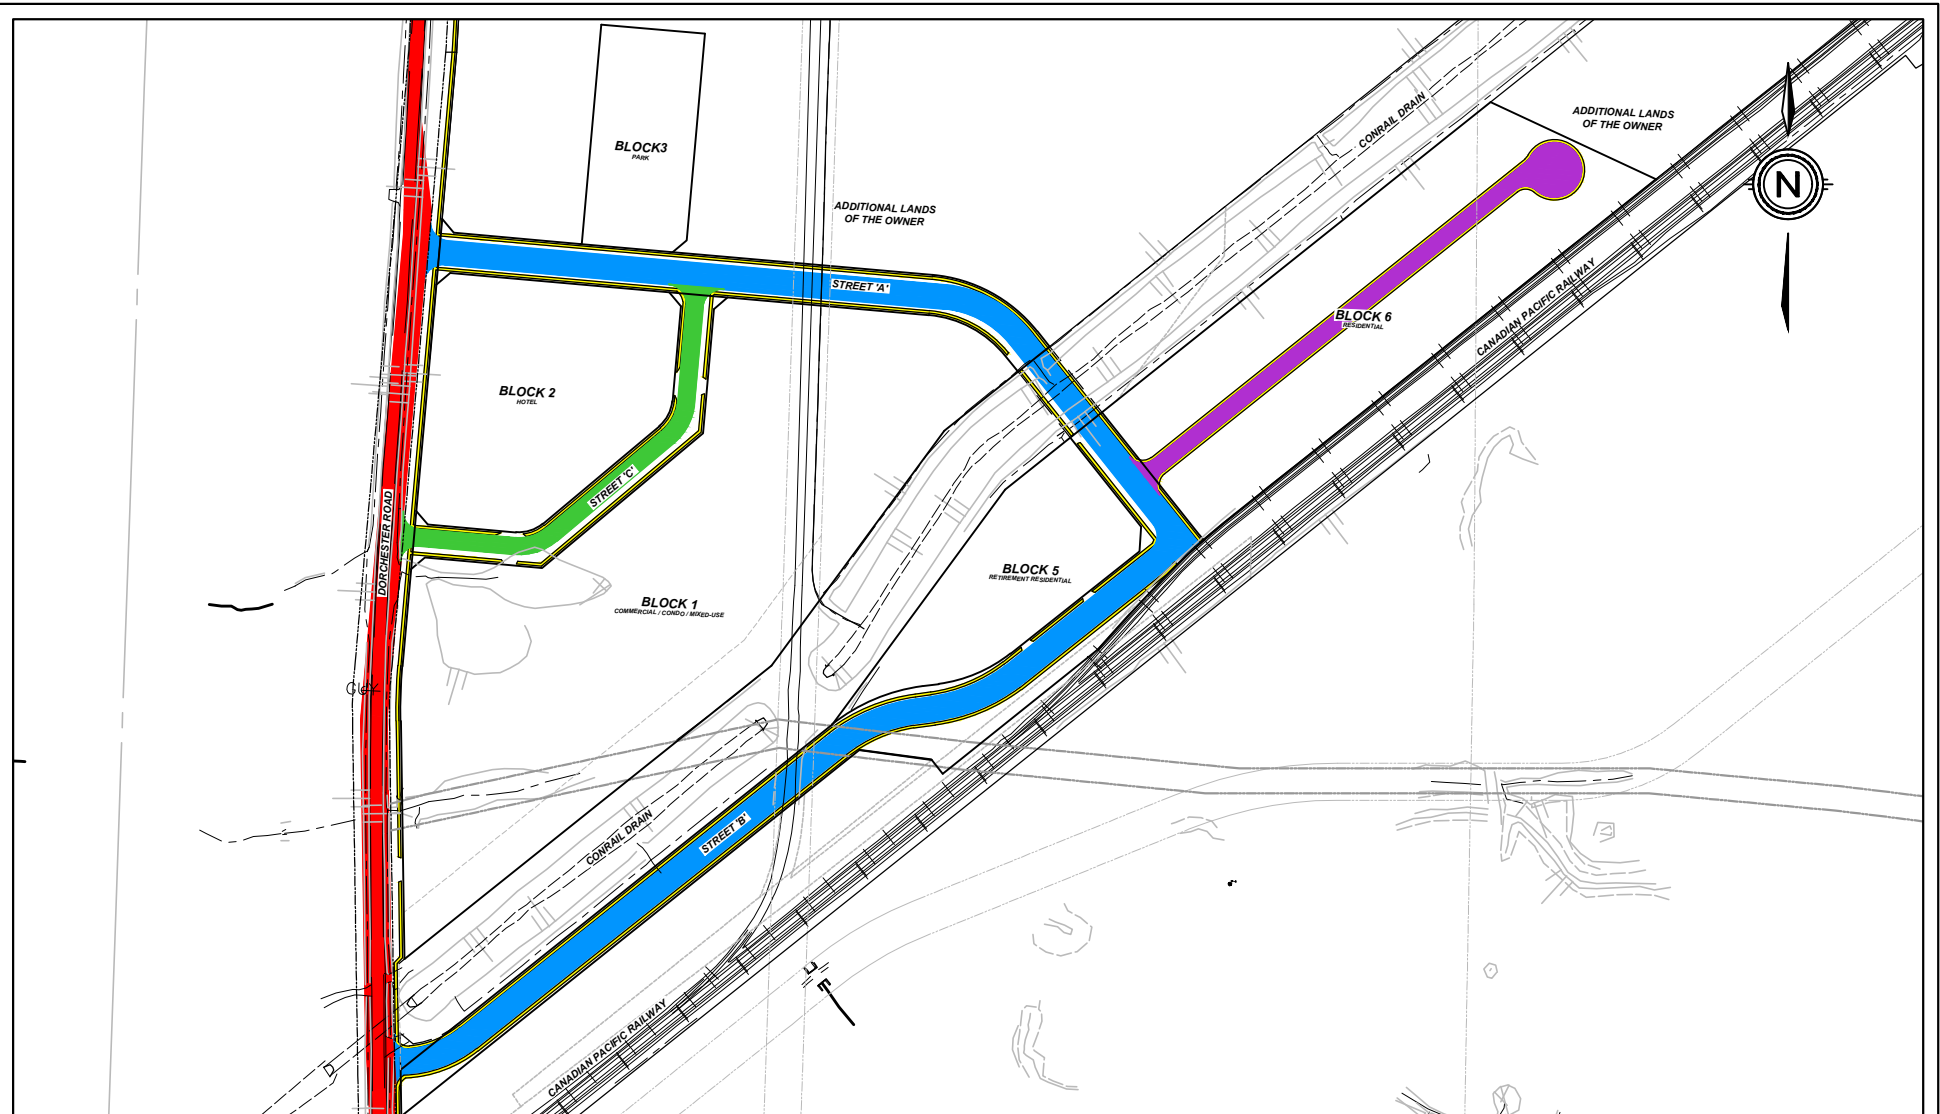 BLOCK3
PARK
ADDITIONAL LANDS
OF THE OWNER
CONRAIL DRAIN
ADDITIONAL LANDS
OF THE OWNER
N
STREET 'A'
BLOCK 6
RESIDENTIAL
CANADIAN PACIFIC RAILWAY
BLOCK 2
HOTEL
STREET 'C'
DORCHESTER ROAD
BLOCK 5
RETIREMENT RESIDENTIAL
BLOCK 1
COMMERCIAL / CONDO / MIXED-USE
CONRAIL DRAIN
STREET 'B'
CANADIAN PACIFIC RAILWAY